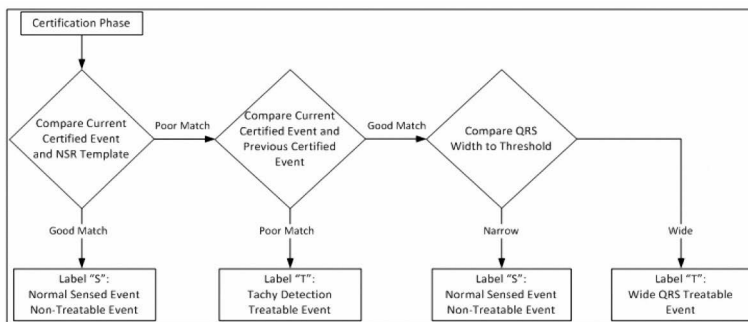 Certification Phase
Compare Current
Certified Event
and NSR Template
Poor Match
Compare Current
Certified Event and
Previous Certified
Event
Good Match
Compare QRS
Width to Threshold
Good Match
Poor Match
Narrow
Wide
Label “S”:
Normal Sensed Event
Non-Treatable Event
Label “T”:
Tachy Detection
Treatable Event
Label “S”:
Normal Sensed Event
Non-Treatable Event
Label “T”:
Wide QRS Treatable
Event